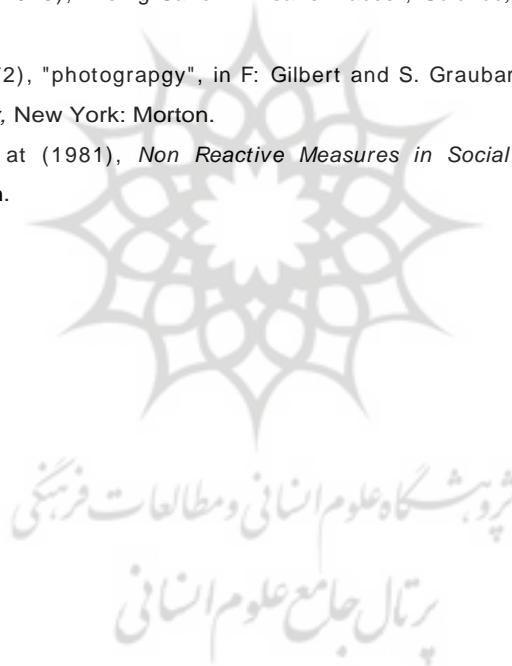 72), "photograpgy", in F: Gilbert and S. Graubar
, New York: Morton.
at (1981), Non Reactive Measures in Social
پژوهشگاه علوم انسانی و مطالعات فرهنگی
پرتال جامع علوم انسانی